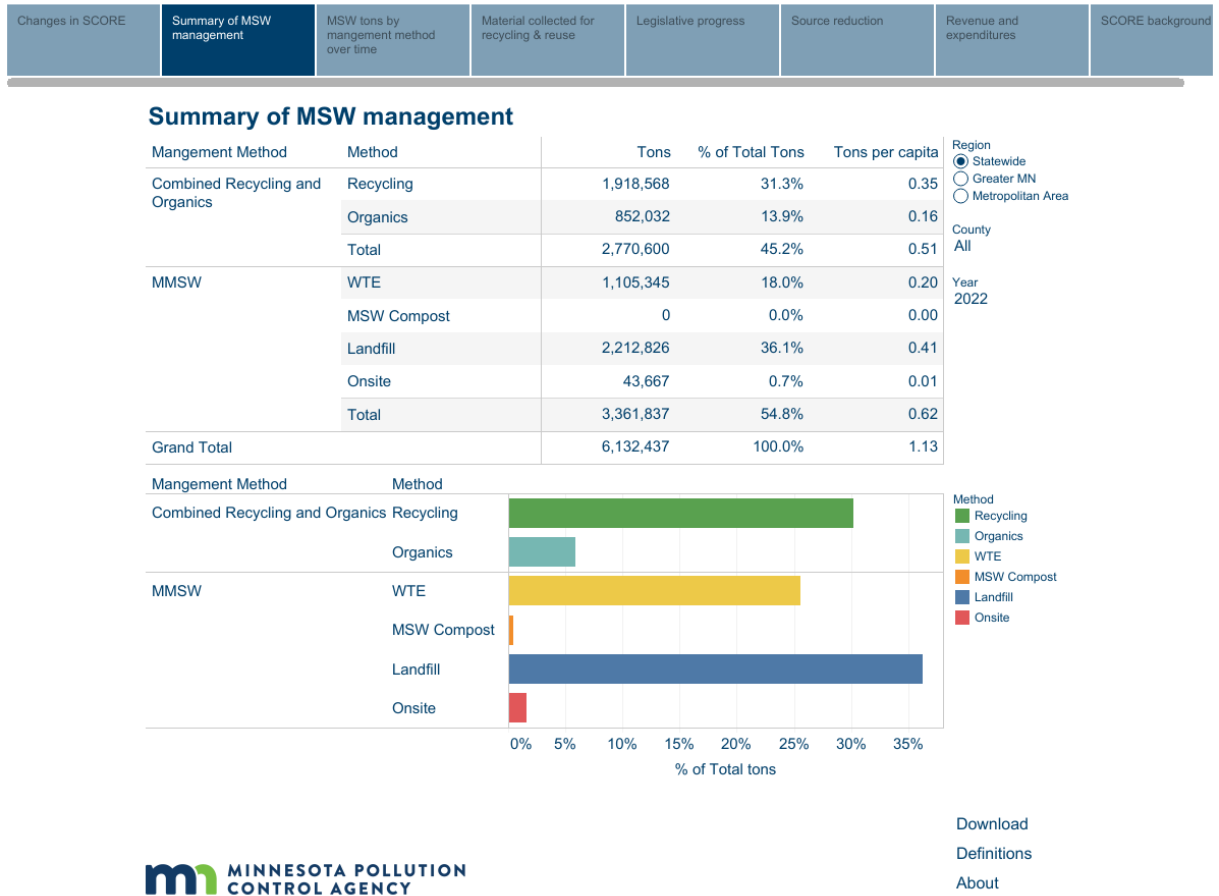 Changes in SCORE
Summary of MSW
management
MSW tons by
mangement method
over time
Material collected for
recycling & reuse
Legislative progress
Source reduction
Revenue and
expenditures
SCORE background
Summary of MSW management
Mangement Method Method Tons % of Total Tons Tons per capita
Combined Recycling and
Organics
Recycling 1,918,568 31.3% 0.35
Organics 852,032 13.9% 0.16
Total 2,770,600 45.2% 0.51
MMSW WTE 1,105,345 18.0% 0.20
MSW Compost 0 0.0% 0.00
Landfill 2,212,826 36.1% 0.41
Onsite 43,667 0.7% 0.01
Total 3,361,837 54.8% 0.62
Grand Total 6,132,437 100.0% 1.13
Region
Statewide
Greater MN
Metropolitan Area
County
All
Year
2022
Mangement Method Method
Combined Recycling and Organics Recycling
Organics
MMSW WTE
MSW Compost
Landfill
Onsite
0% 5% 10% 15% 20% 25% 30% 35%
% of Total tons
Method
Recycling
Organics
WTE
MSW Compost
Landfill
Onsite
Download
Definitions
About
mn MINNESOTA POLLUTION
CONTROL AGENCY